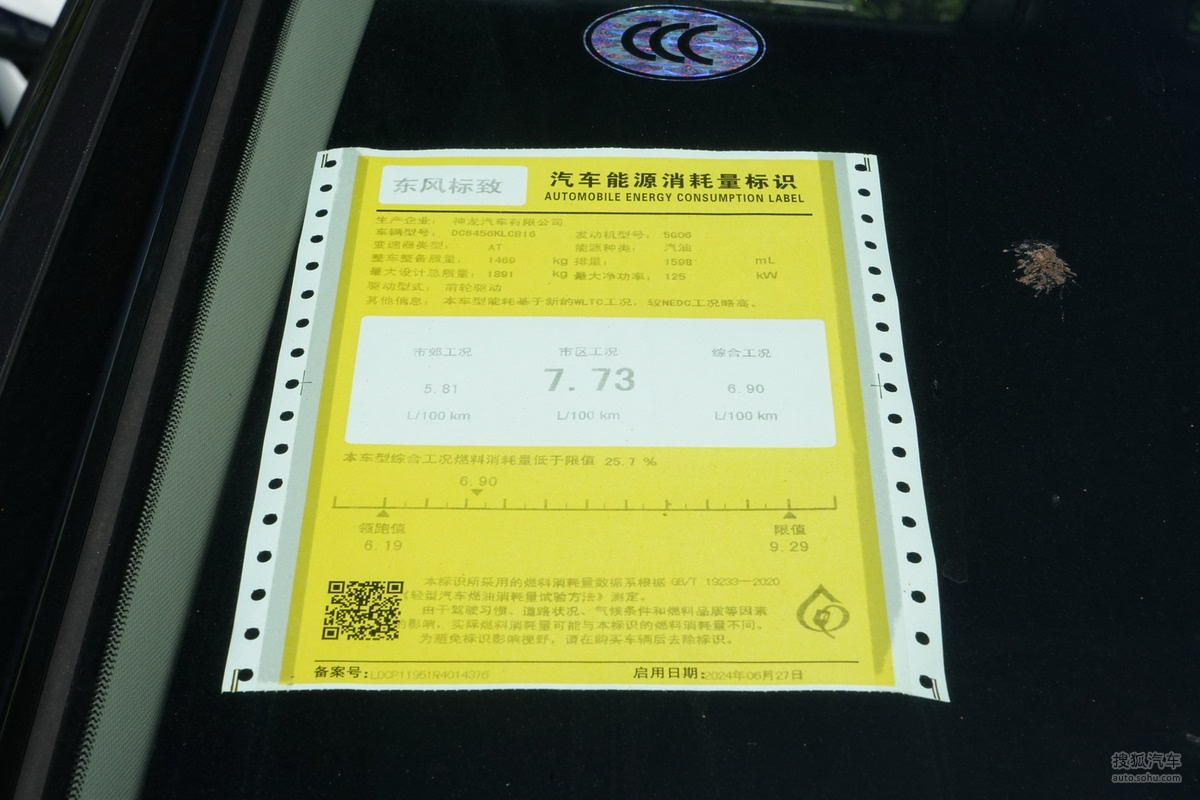 CCC
东风标致
汽车能源消耗量标识
AUTOMOBILE ENERGY CONSUMPTION LABEL
生产企业： 神龙汽车有限公司
车辆型号： DC6456KLCB16 发动机型号： 5G06
变速器类型： AT 能源种类： 汽油
整车整备质量： 1469 kg 排量： 1598 mL
最大设计总质量： 1891 kg 最大净功率： 125 kW
驱动型式： 前轮驱动
其他信息： 本车型能耗基于新的WLTC工况，较NEDC工况略高。
市郊工况 市区工况 综合工况
5.81 7.73 6.90
L/100 km L/100 km L/100 km
本车型综合工况燃料消耗量低于限值 25.7 %
6.90
领跑值 限值
6.19 9.29
本标识所采用的燃料消耗量数据系根据 GB/T 19233—2020
《轻型汽车燃油消耗量试验方法》测定。
由于驾驶习惯、道路状况、气候条件和燃料品质等因素
的影响，实际燃料消耗量可能与本标识的燃料消耗量不同。
为避免标识影响视野，请在购买车辆后去除标识。
备案号：LDCP11951R4014376 启用日期：2024年06月27日
搜狐汽车
auto.sohu.com